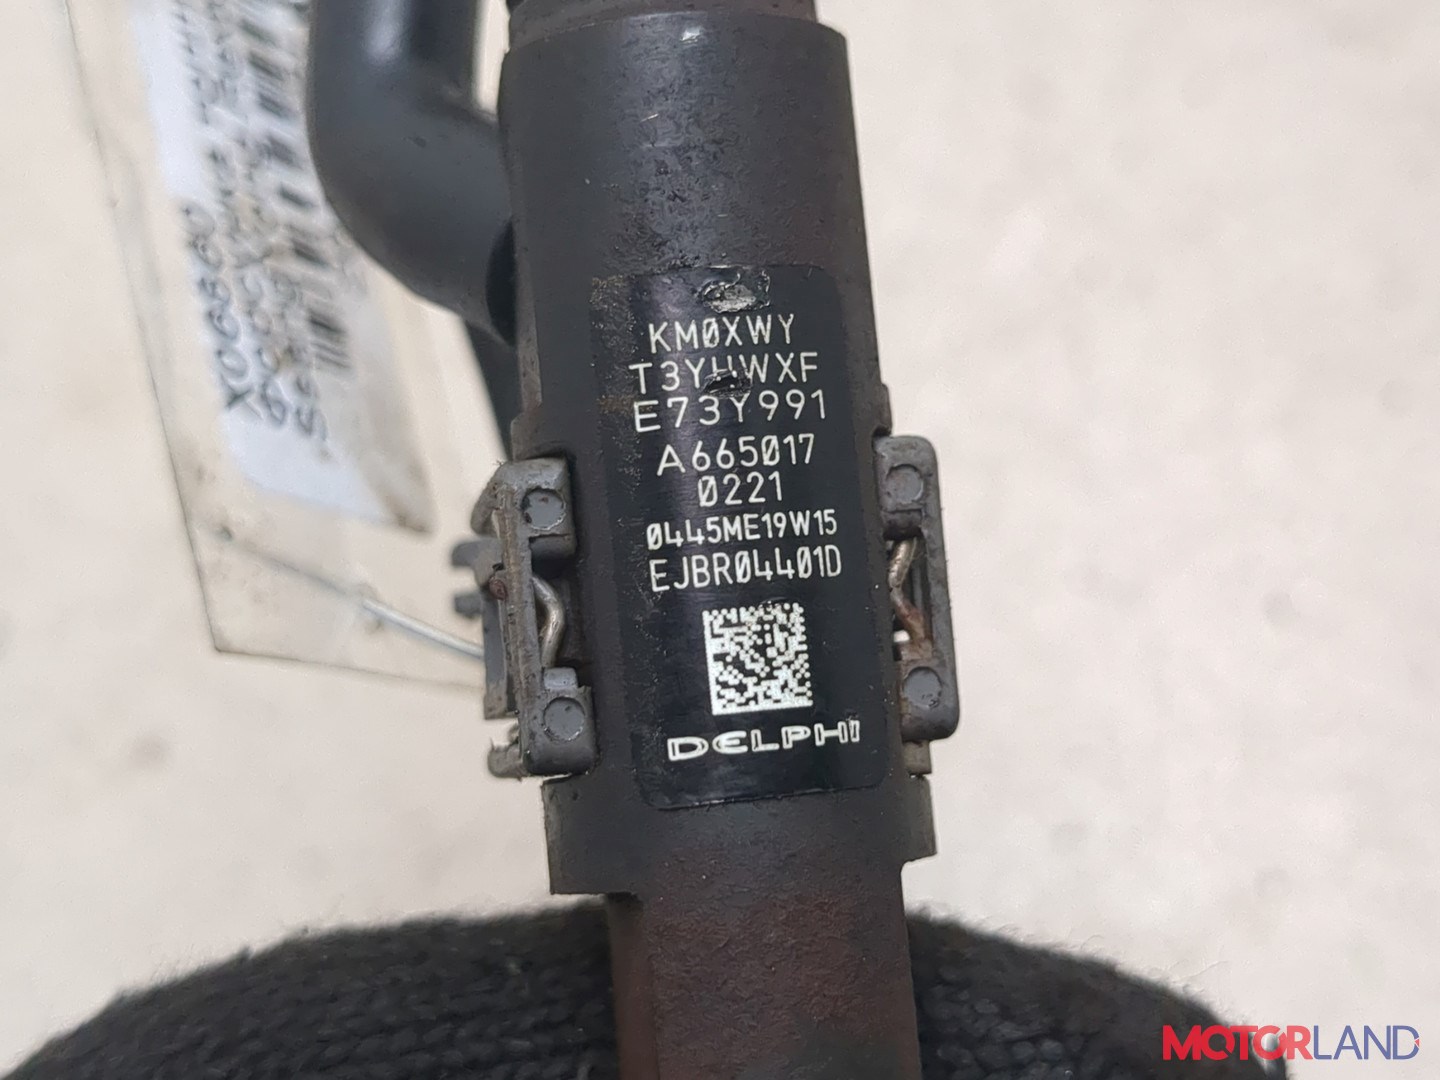 KM0XWY
T3YHWXF
E73Y991
A665017
0221
0445ME19W15
EJBR04401D
DELPHI
MOTORLAND